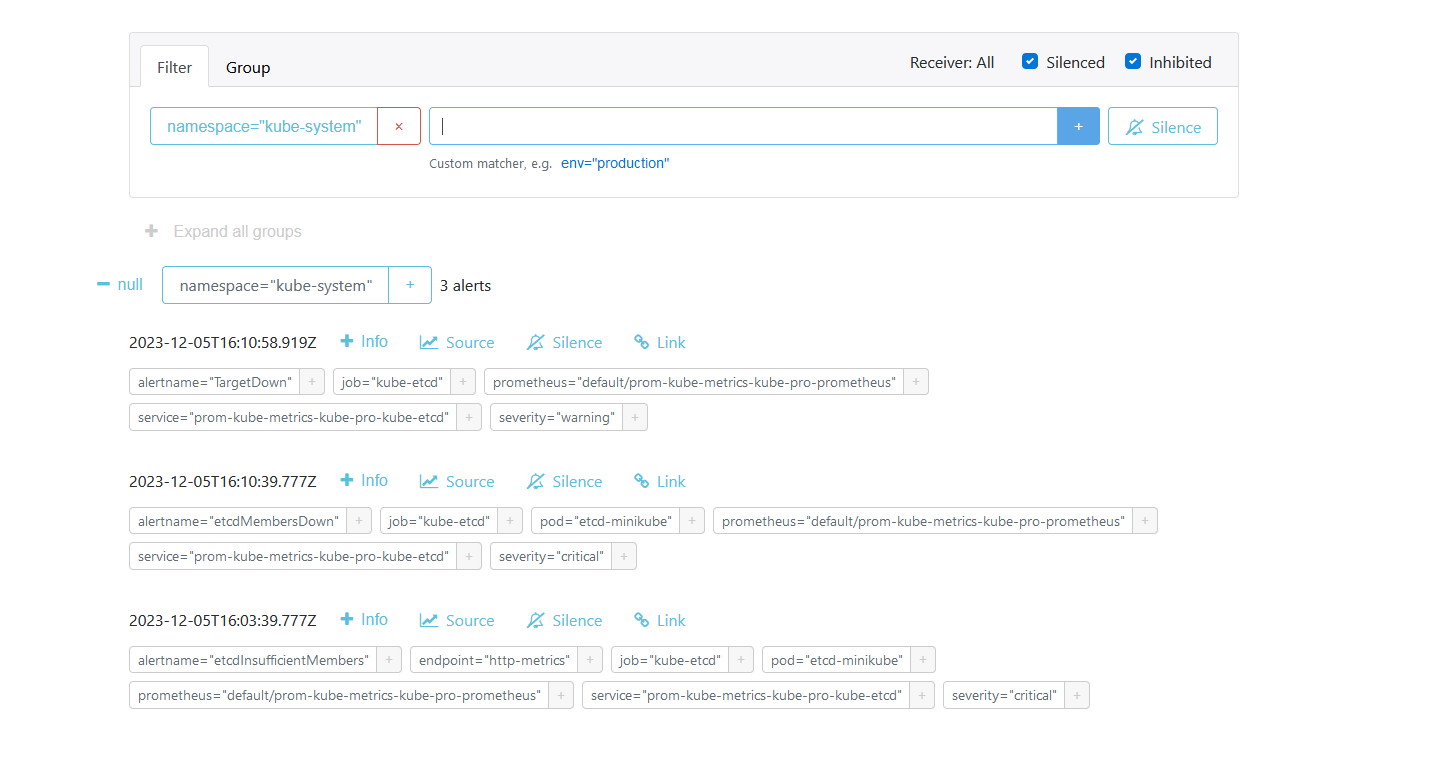 Filter Group Receiver: All Silenced Inhibited
namespace="kube-system" × + Silence
Custom matcher, e.g. env="production"
+ Expand all groups
− null namespace="kube-system" + 3 alerts
2023-12-05T16:10:58.919Z + Info Source Silence Link
alertname="TargetDown" + job="kube-etcd" + prometheus="default/prom-kube-metrics-kube-pro-prometheus" +
service="prom-kube-metrics-kube-pro-kube-etcd" + severity="warning" +
2023-12-05T16:10:39.777Z + Info Source Silence Link
alertname="etcdMembersDown" + job="kube-etcd" + pod="etcd-minikube" + prometheus="default/prom-kube-metrics-kube-pro-prometheus" +
service="prom-kube-metrics-kube-pro-kube-etcd" + severity="critical" +
2023-12-05T16:03:39.777Z + Info Source Silence Link
alertname="etcdInsufficientMembers" + endpoint="http-metrics" + job="kube-etcd" + pod="etcd-minikube" +
prometheus="default/prom-kube-metrics-kube-pro-prometheus" + service="prom-kube-metrics-kube-pro-kube-etcd" + severity="critical" +